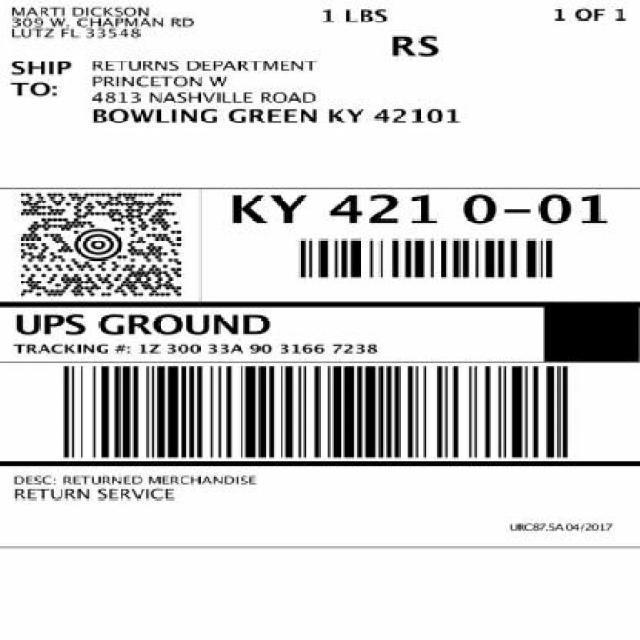 MARTI DICKSON
309 W. CHAPMAN RD
LUTZ FL 33548
1 LBS
1 OF 1
RS
SHIP TO:
RETURNS DEPARTMENT
PRINCETON W
4813 NASHVILLE ROAD
BOWLING GREEN KY 42101
KY 421 0-01
UPS GROUND
TRACKING #: 1Z 300 33A 90 3166 7238
DESC: RETURNED MERCHANDISE
RETURN SERVICE
URC87.5A 04/2017